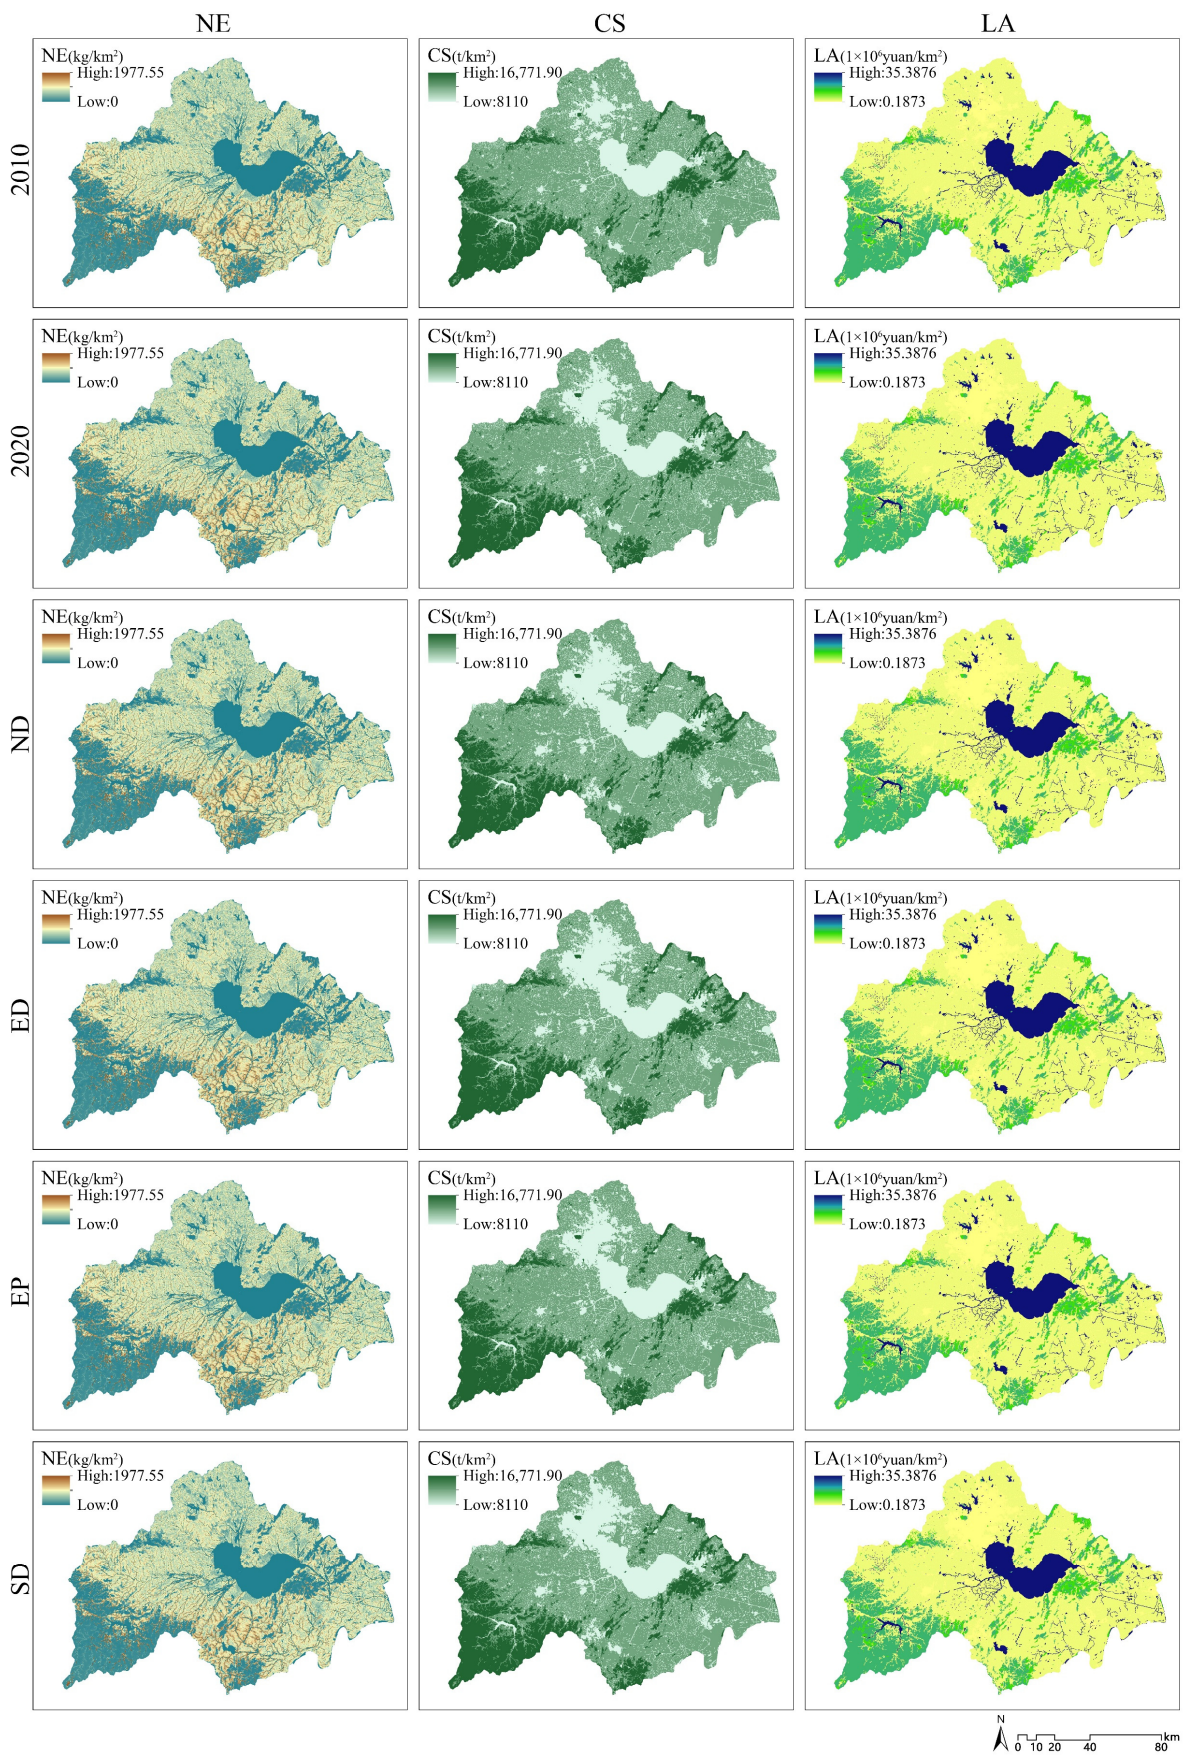 NE CS LA
2010
NE(kg/km²)
High:1977.55
Low:0
CS(t/km²)
High:16,771.90
Low:8110
LA(1×10⁶yuan/km²)
High:35.3876
Low:0.1873
2020
NE(kg/km²)
High:1977.55
Low:0
CS(t/km²)
High:16,771.90
Low:8110
LA(1×10⁶yuan/km²)
High:35.3876
Low:0.1873
ND
NE(kg/km²)
High:1977.55
Low:0
CS(t/km²)
High:16,771.90
Low:8110
LA(1×10⁶yuan/km²)
High:35.3876
Low:0.1873
ED
NE(kg/km²)
High:1977.55
Low:0
CS(t/km²)
High:16,771.90
Low:8110
LA(1×10⁶yuan/km²)
High:35.3876
Low:0.1873
EP
NE(kg/km²)
High:1977.55
Low:0
CS(t/km²)
High:16,771.90
Low:8110
LA(1×10⁶yuan/km²)
High:35.3876
Low:0.1873
SD
NE(kg/km²)
High:1977.55
Low:0
CS(t/km²)
High:16,771.90
Low:8110
LA(1×10⁶yuan/km²)
High:35.3876
Low:0.1873
N
km
0 10 20 40 80